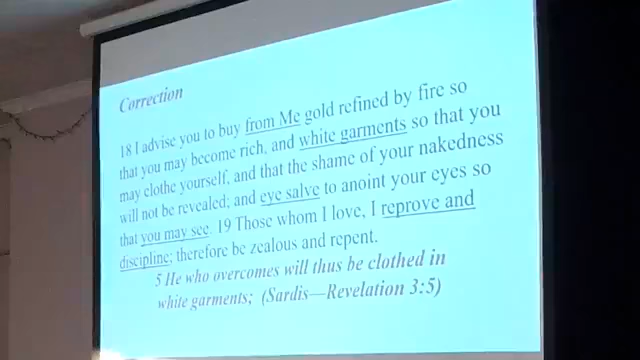 Correction
18 I advise you to buy from Me gold refined by fire so
that you may become rich, and white garments so that you
may clothe yourself, and that the shame of your nakedness
will not be revealed; and eye salve to anoint your eyes so
that you may see. 19 Those whom I love, I reprove and
discipline; therefore be zealous and repent.
5 He who overcomes will thus be clothed in
white garments; (Sardis—Revelation 3:5)